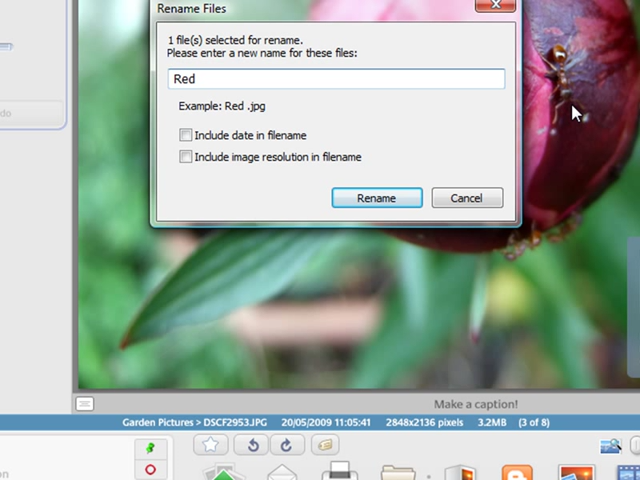 Rename Files
1 file(s) selected for rename.
Please enter a new name for these files:
Red
Example: Red .jpg
Include date in filename
Include image resolution in filename
Rename
Cancel
do
Make a caption!
Garden Pictures > DSCF2953.JPG 20/05/2009 11:05:41 2848x2136 pixels 3.2MB (3 of 8)
on